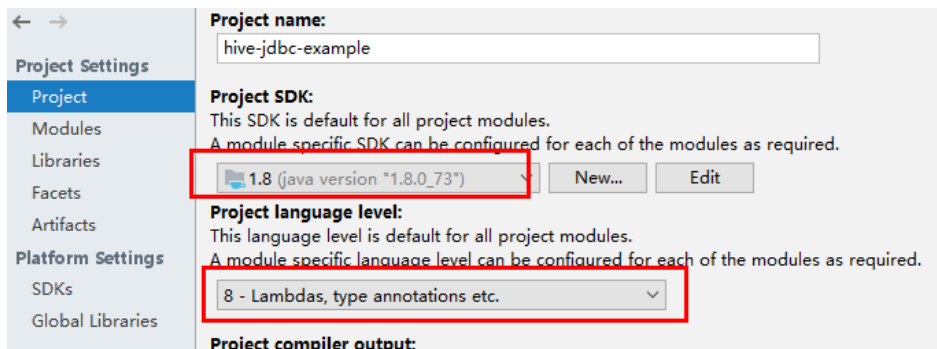 Project name:
hive-jdbc-example
Project Settings
Project
Modules
Libraries
Facets
Artifacts
Platform Settings
SDKs
Global Libraries
Project SDK:
This SDK is default for all project modules.
A module specific SDK can be configured for each of the modules as required.
1.8 (java version "1.8.0_73")
New...
Edit
Project language level:
This language level is default for all project modules.
A module specific language level can be configured for each of the modules as required.
8 - Lambdas, type annotations etc.
Project compiler output: